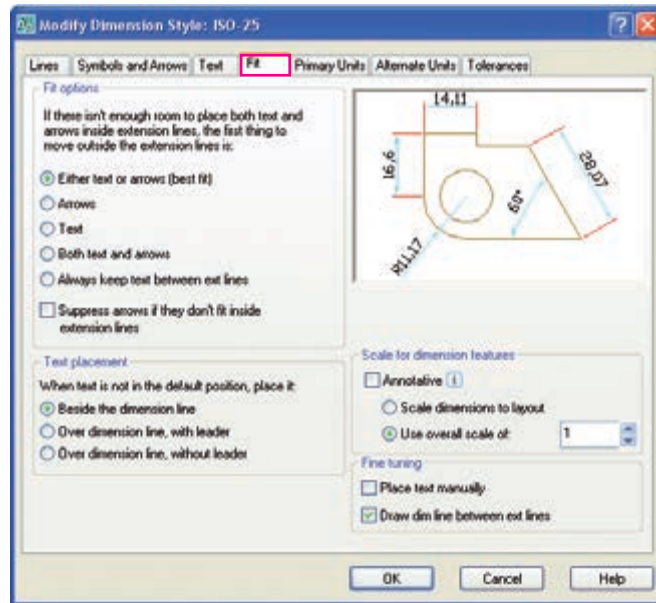 Modify Dimension Style: ISO-25
Lines Symbols and Arrows Text Fit Primary Units Alternate Units Tolerances
Fit options
If there isn't enough room to place both text and
arrows inside extension lines, the first thing to
move outside the extension lines is:
Either text or arrows (best fit)
Arrows
Text
Both text and arrows
Always keep text between ext lines
Suppress arrows if they don't fit inside
extension lines
14,11
16,6
28,07
60°
R11,17
Text placement
When text is not in the default position, place it:
Beside the dimension line
Over dimension line, with leader
Over dimension line, without leader
Scale for dimension features
Annotative
Scale dimensions to layout
Use overall scale of: 1
Fine tuning
Place text manually
Draw dim line between ext lines
OK Cancel Help